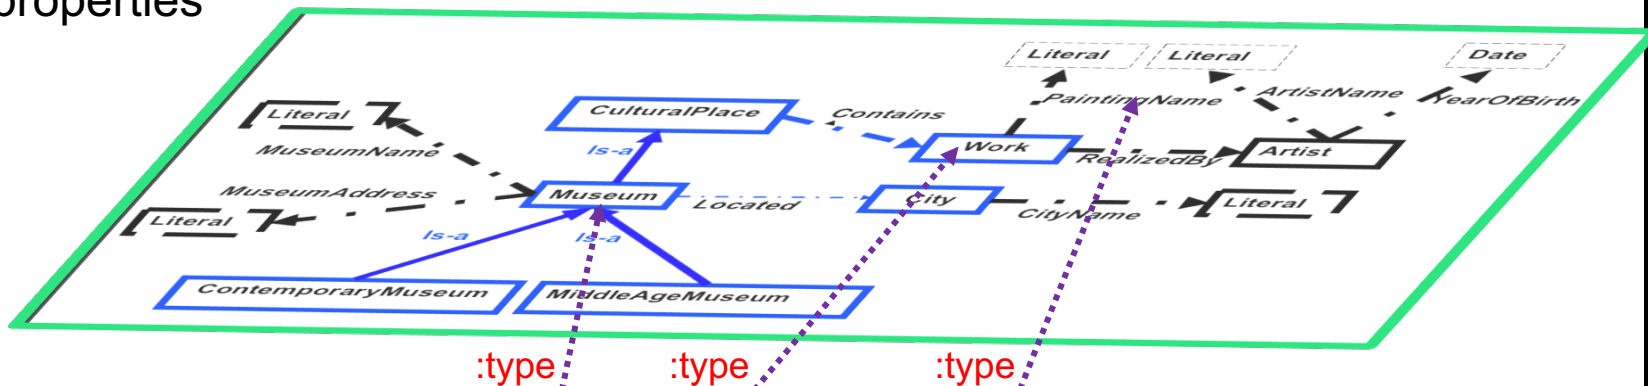 properties
Literal
Literal
Date
PaintingName
ArtistName
YearOfBirth
Literal
CulturalPlace
Contains
MuseumName
Is-a
Work
RealizedBy
Artist
MuseumAddress
Museum
Located
City
CityName
Literal
Literal
Is-a
Is-a
ContemporaryMuseum
MiddleAgeMuseum
:type
:type
:type